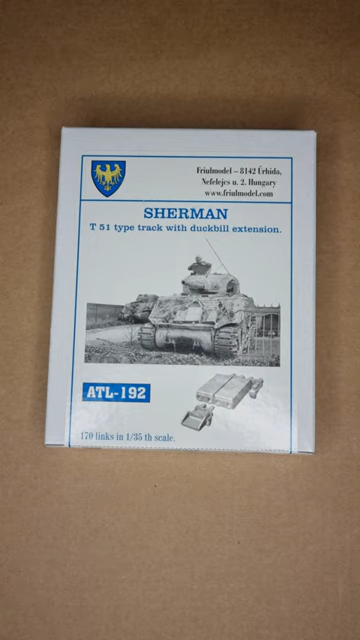 Friulmodel – 8142 Úrhida,
Nefelejcs u. 2. Hungary
www.friulmodel.com
SHERMAN
T 51 type track with duckbill extension.
ATL-192
170 links in 1/35 th scale.